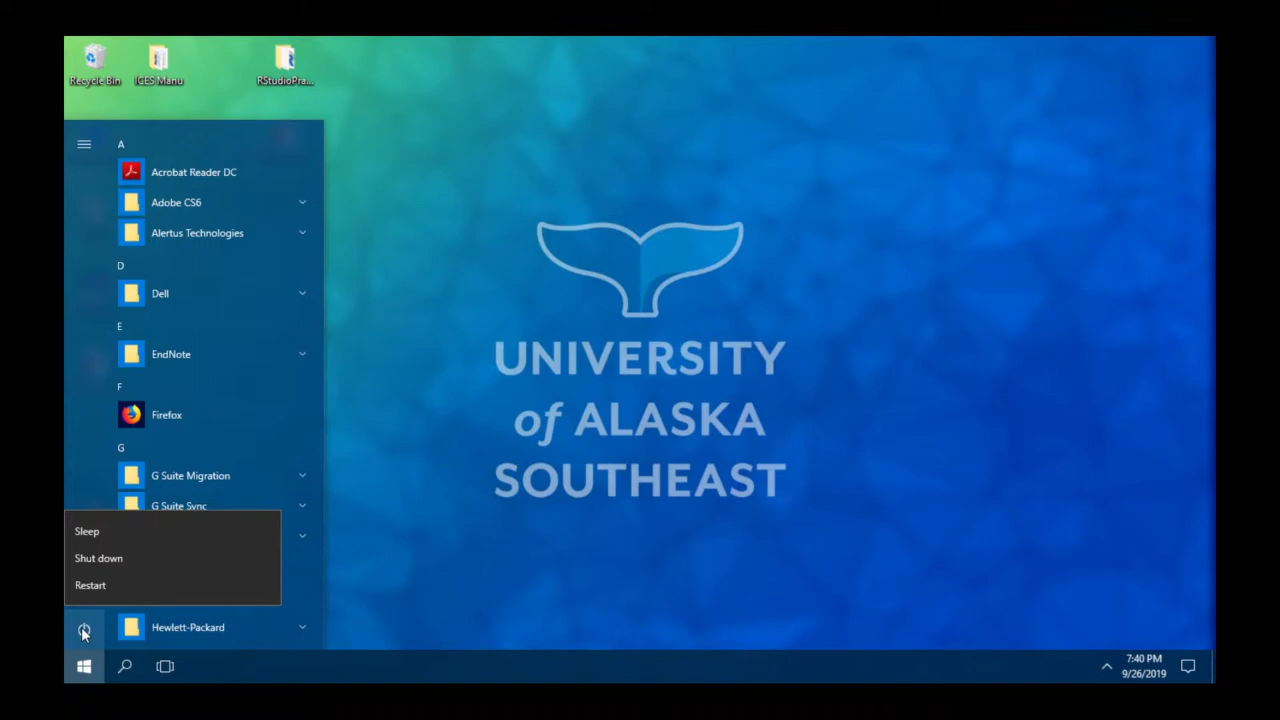 Recycle Bin
ICES Manu
RStudioPra...
A
Acrobat Reader DC
Adobe CS6
Alertus Technologies
D
Dell
E
EndNote
F
Firefox
G
G Suite Migration
G Suite Sync
Sleep
Shut down
Restart
Hewlett-Packard
UNIVERSITY
of ALASKA
SOUTHEAST
7:40 PM
9/26/2019